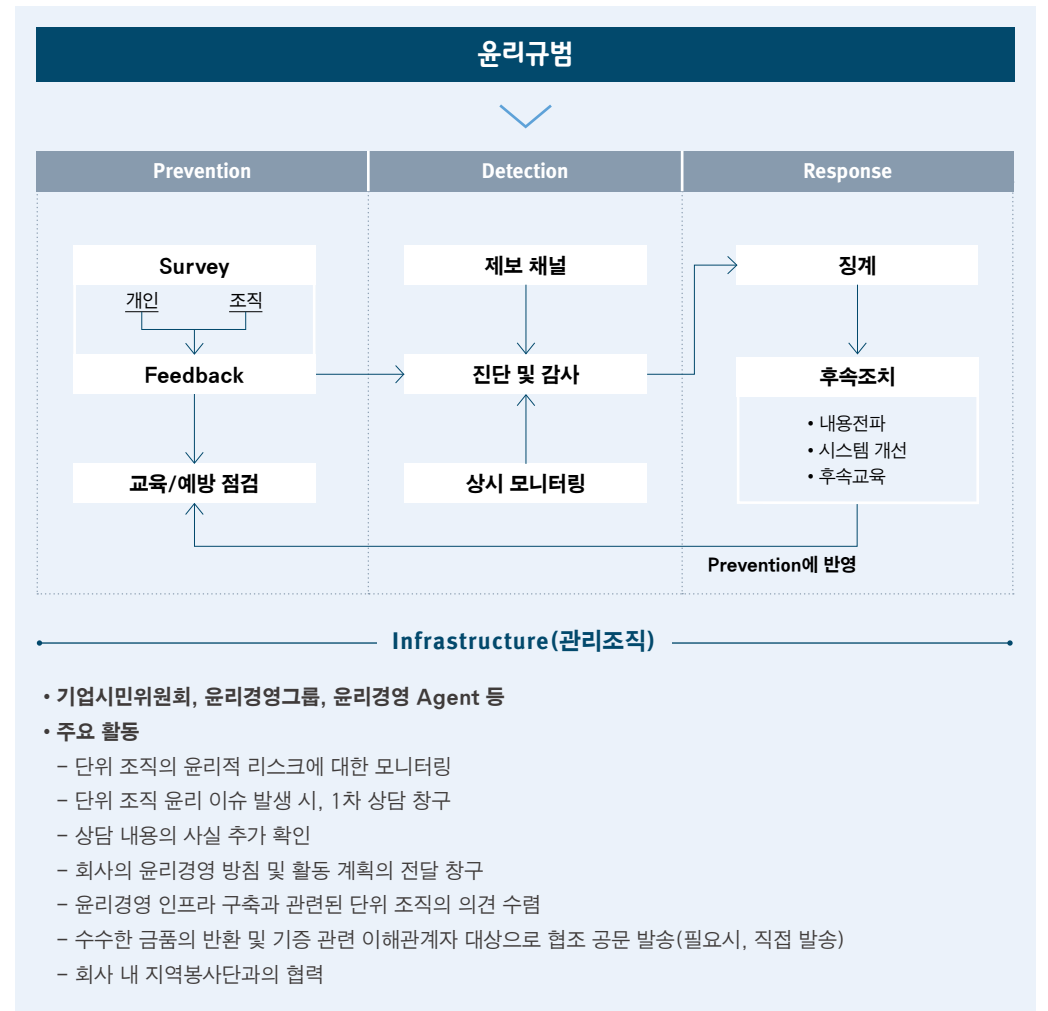 윤리규범
Prevention
Detection
Response
Survey
개인 조직
Feedback
교육/예방 점검
제보 채널
진단 및 감사
상시 모니터링
징계
후속조치
• 내용전파
• 시스템 개선
• 후속교육
Prevention에 반영
Infrastructure(관리조직)
• 기업시민위원회, 윤리경영그룹, 윤리경영 Agent 등
• 주요 활동
– 단위 조직의 윤리적 리스크에 대한 모니터링
– 단위 조직 윤리 이슈 발생 시, 1차 상담 창구
– 상담 내용의 사실 추가 확인
– 회사의 윤리경영 방침 및 활동 계획의 전달 창구
– 윤리경영 인프라 구축과 관련된 단위 조직의 의견 수렴
– 수수한 금품의 반환 및 기증 관련 이해관계자 대상으로 협조 공문 발송(필요시, 직접 발송)
– 회사 내 지역봉사단과의 협력